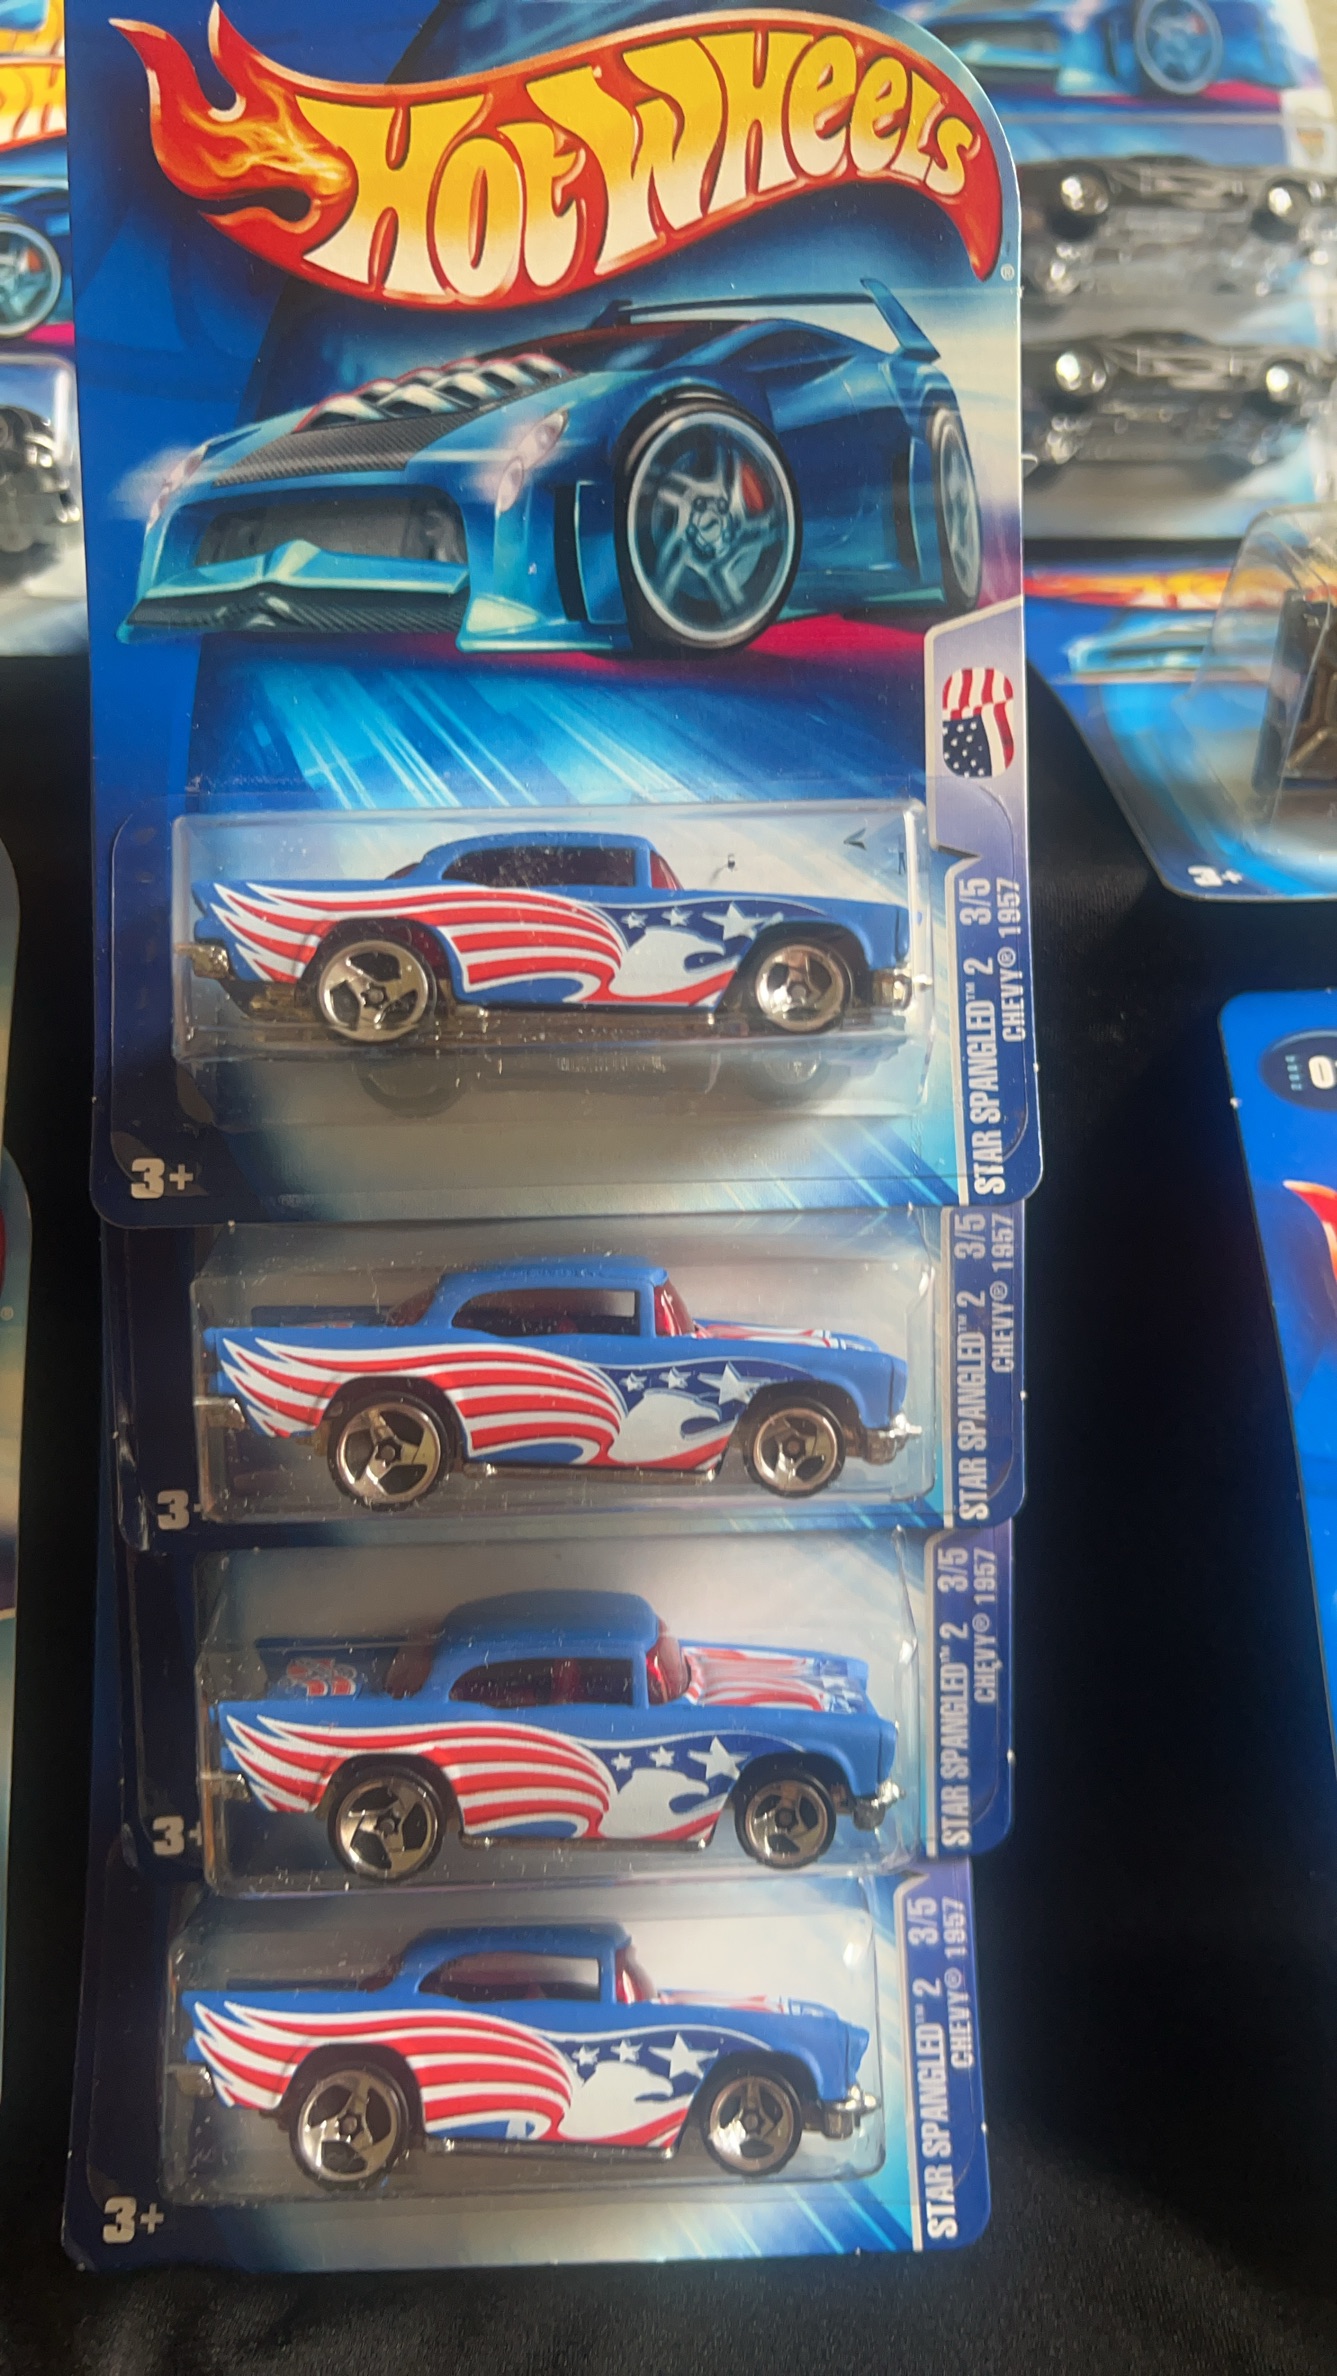 HOT WHEELS
®
STAR SPANGLED™ 2 3/5
CHEVY® 1957
3+
STAR SPANGLED™ 2 3/5
CHEVY® 1957
3
STAR SPANGLED™ 2 3/5
CHEVY® 1957
3+
STAR SPANGLED™ 2 3/5
CHEVY® 1957
3+
3+